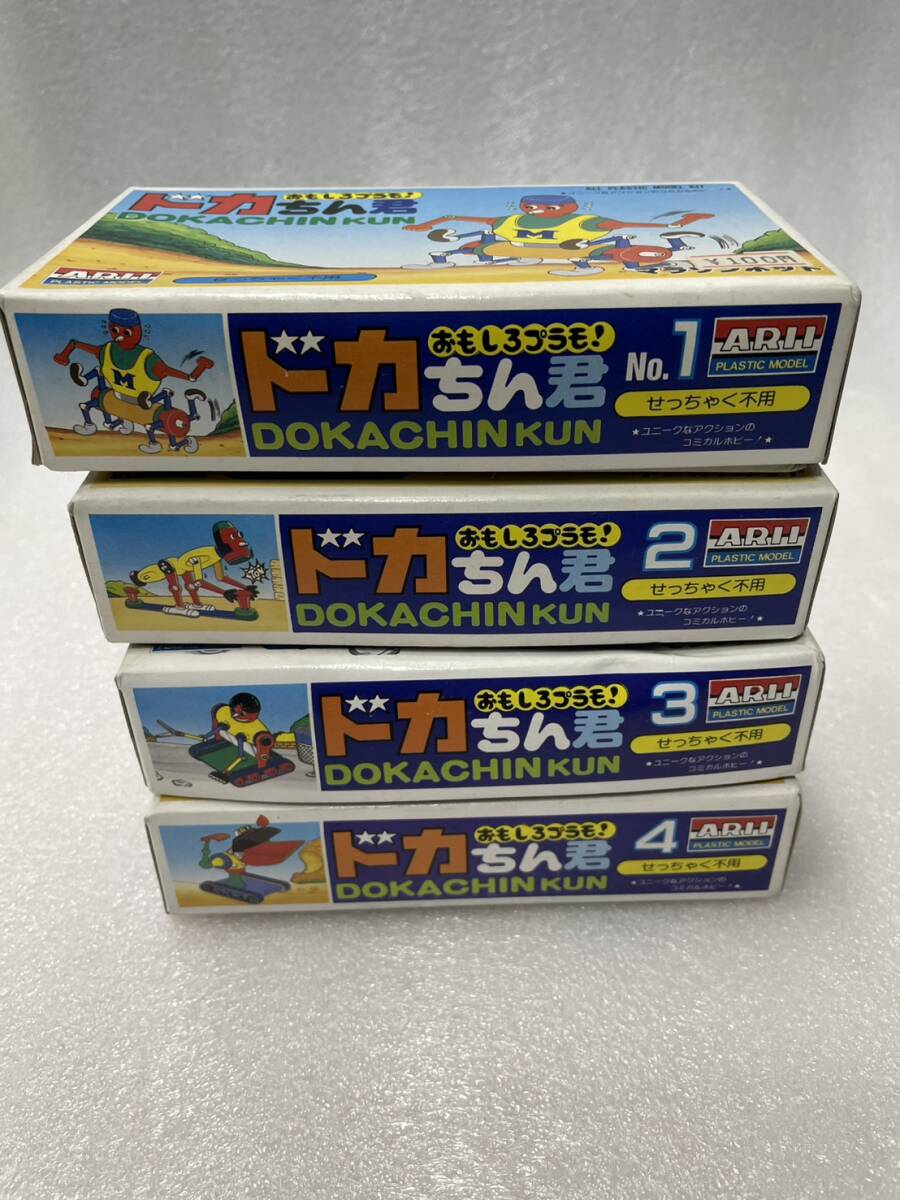 ドカちん君
おもしろプラモ!
DOKACHIN KUN
ALL PLASTIC MODEL KIT
M
¥100
マラソンホット
ARII
PLASTIC MODEL
M
ドカちん君
おもしろプラモ!
DOKACHIN KUN
No.1
ARII
PLASTIC MODEL
せっちゃく不用
★ユニークなアクションの
コミカルホビー!★
ドカちん君
おもしろプラモ!
DOKACHIN KUN
2
ARII
PLASTIC MODEL
せっちゃく不用
★ユニークなアクションの
コミカルホビー!★
ドカちん君
おもしろプラモ!
DOKACHIN KUN
3
ARII
PLASTIC MODEL
せっちゃく不用
★ユニークなアクションの
コミカルホビー!★
ドカちん君
おもしろプラモ!
DOKACHIN KUN
4
ARII
PLASTIC MODEL
せっちゃく不用
★ユニークなアクションの
コミカルホビー!★